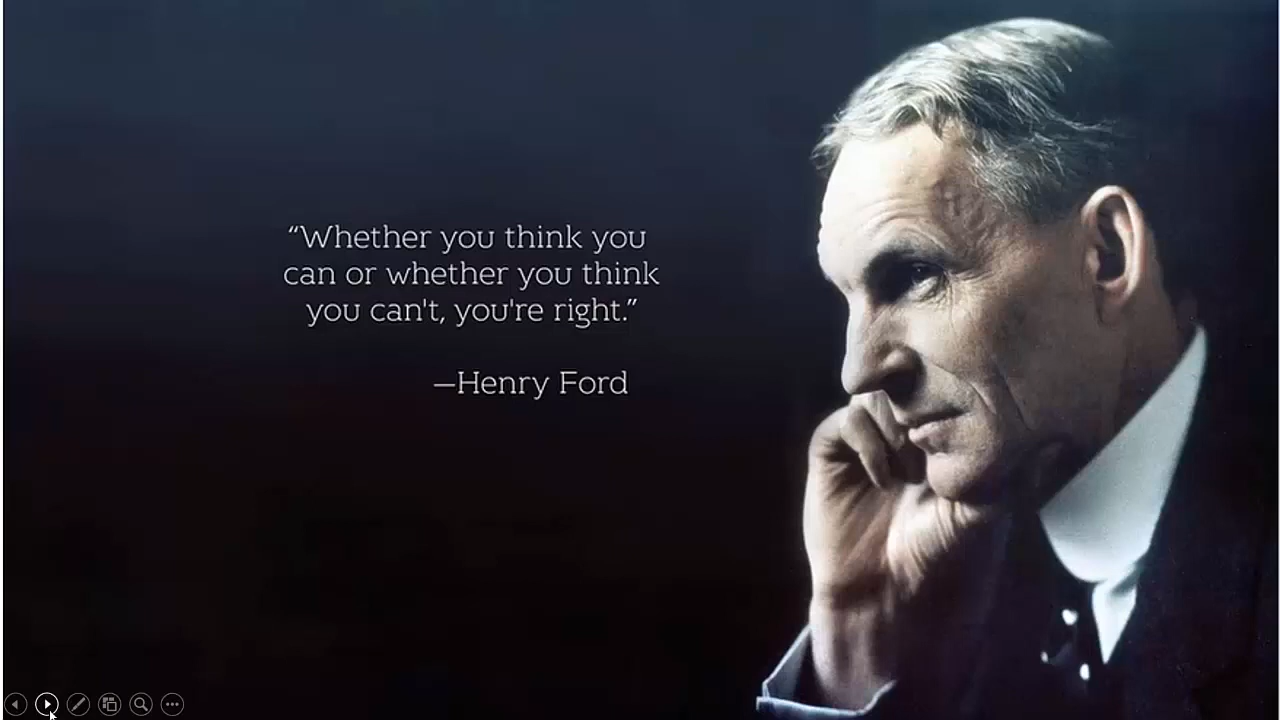 “Whether you think you
can or whether you think
you can't, you're right.”
—Henry Ford